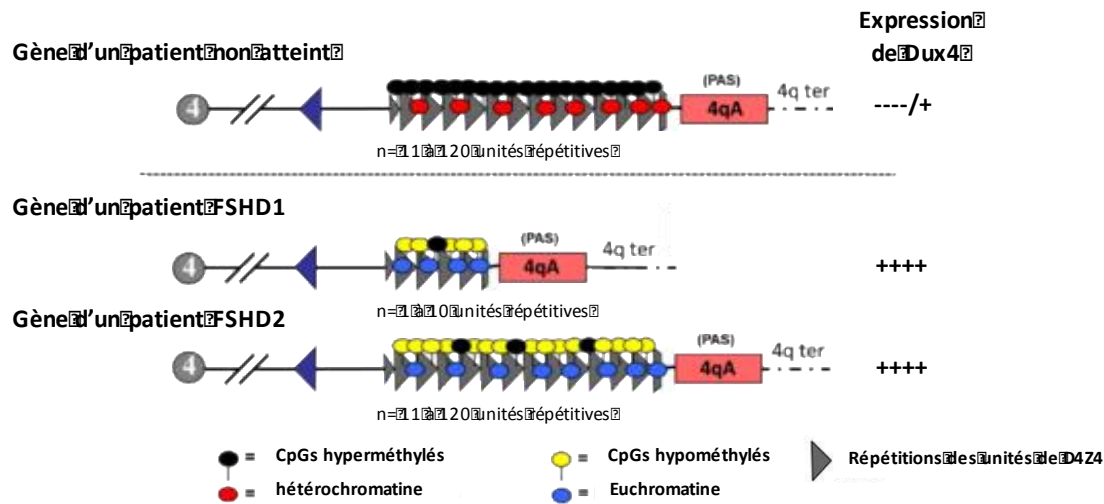 Expression
Gène d'un patient non atteint
de Dux4
(PAS)
4q ter
4
4qA
----/+
n= 11 à 120 unités répétitives
Gène d'un patient FSHD1
(PAS)
4q ter
4
4qA
++++
n= 1 à 10 unités répétitives
Gène d'un patient FSHD2
(PAS)
4q ter
4
4qA
++++
n= 11 à 120 unités répétitives
= CpGs hyperméthylés
= CpGs hypométhylés
Répétitions des unités de D4Z4
= hétérochromatine
= Euchromatine